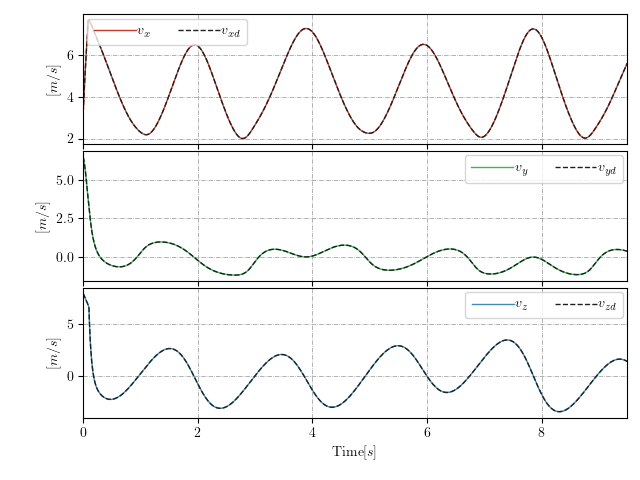 v_x v_xd
6
4
2
[m/s]
v_y v_yd
5.0
2.5
0.0
[m/s]
v_z v_zd
5
0
[m/s]
0 2 4 6 8
Time[s]